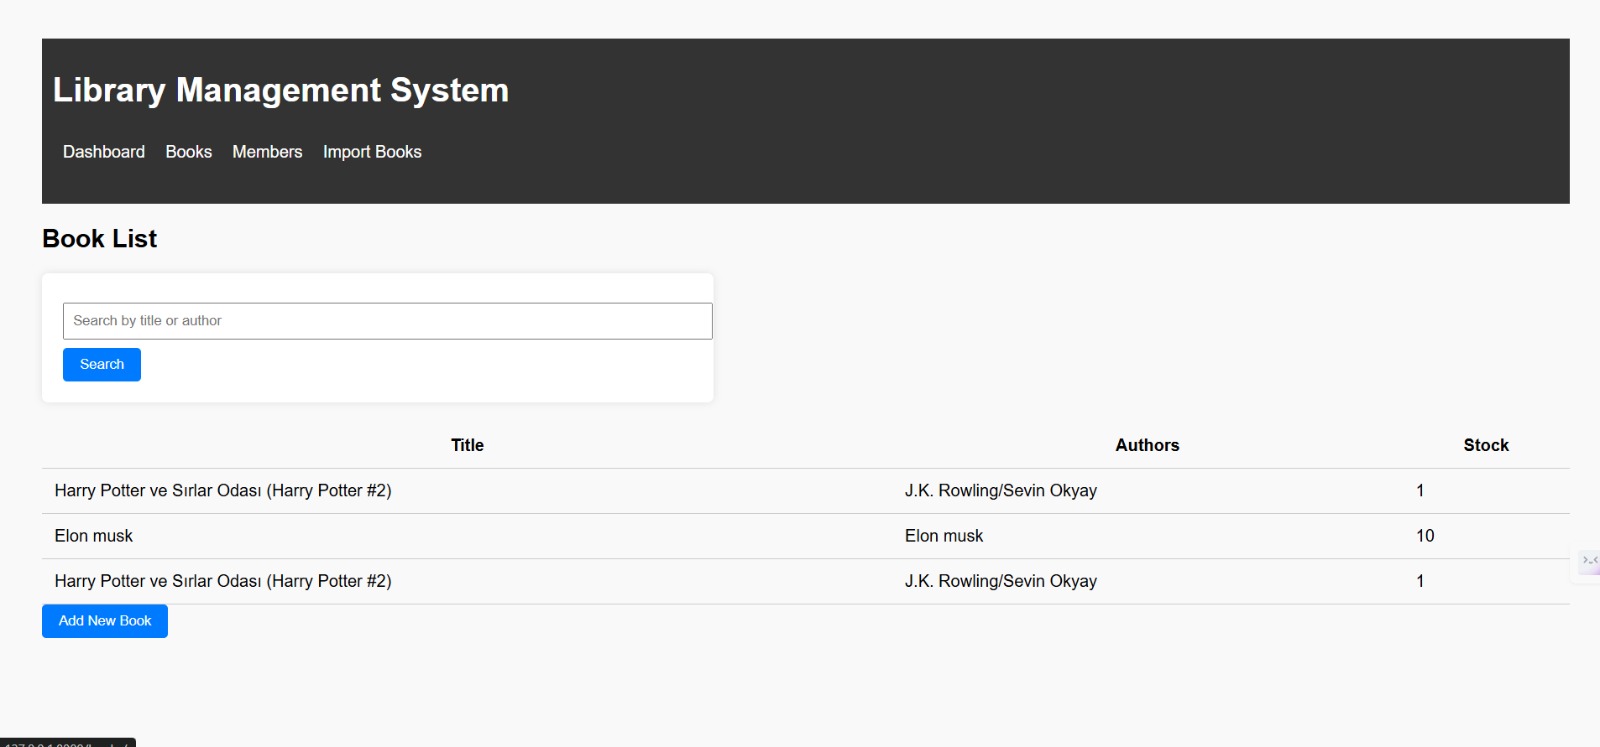 Library Management System
Dashboard Books Members Import Books
Book List
Search by title or author
Search
Title Authors Stock
Harry Potter ve Sırlar Odası (Harry Potter #2) J.K. Rowling/Sevin Okyay 1
Elon musk Elon musk 10
Harry Potter ve Sırlar Odası (Harry Potter #2) J.K. Rowling/Sevin Okyay 1
Add New Book